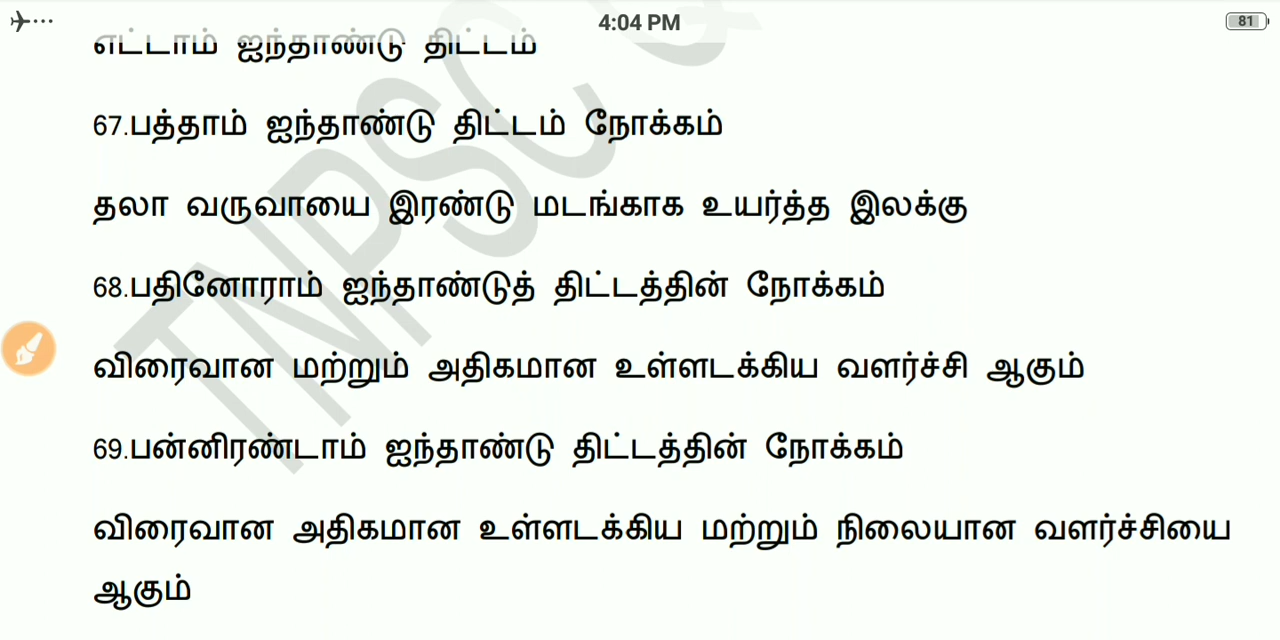 4:04 PM
81
எட்டாம் ஐந்தாண்டு திட்டம்
67.பத்தாம் ஐந்தாண்டு திட்டம் நோக்கம்
தலா வருவாயை இரண்டு மடங்காக உயர்த்த இலக்கு
68.பதினோராம் ஐந்தாண்டுத் திட்டத்தின் நோக்கம்
விரைவான மற்றும் அதிகமான உள்ளடக்கிய வளர்ச்சி ஆகும்
69.பன்னிரண்டாம் ஐந்தாண்டு திட்டத்தின் நோக்கம்
விரைவான அதிகமான உள்ளடக்கிய மற்றும் நிலையான வளர்ச்சியை
ஆகும்
TNPSC